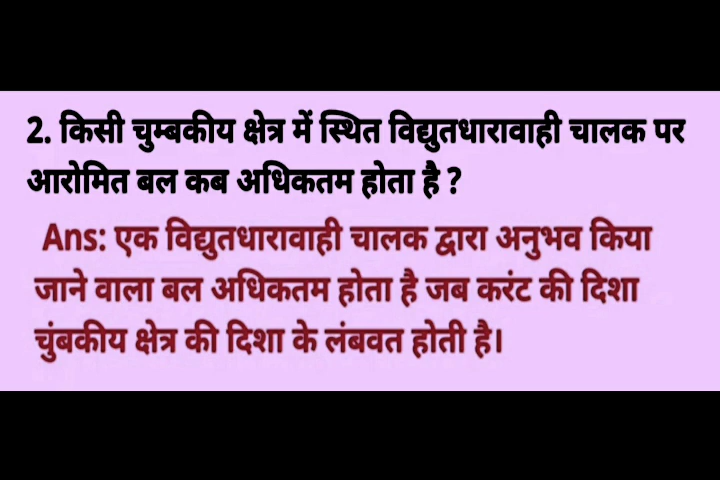 2. किसी चुम्बकीय क्षेत्र में स्थित विद्युतधारावाही चालक पर
आरोमित बल कब अधिकतम होता है ?
Ans: एक विद्युतधारावाही चालक द्वारा अनुभव किया
जाने वाला बल अधिकतम होता है जब करंट की दिशा
चुंबकीय क्षेत्र की दिशा के लंबवत होती है।